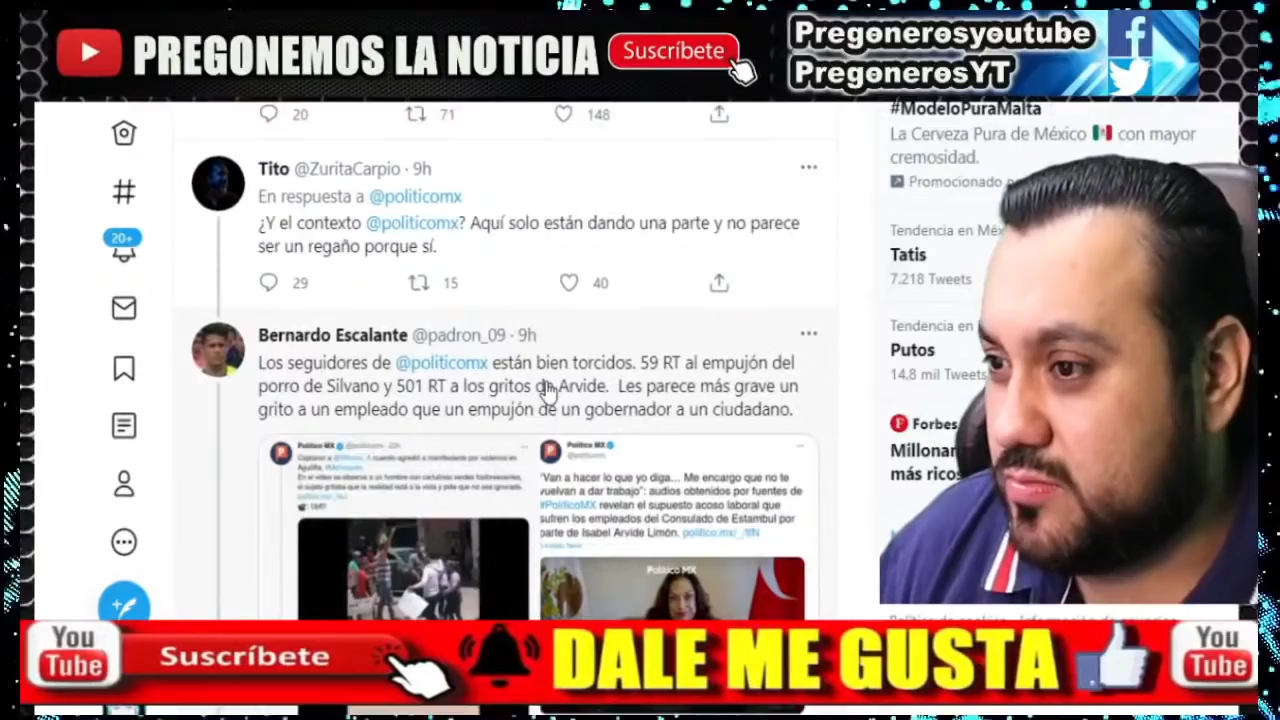 PREGONEMOS LA NOTICIA
Suscríbete
Pregonerosyoutube
PregonerosYT
20
71
148
Tito @ZuritaCarpio · 9h
En respuesta a @politicomx
¿Y el contexto @politicomx? Aquí solo están dando una parte y no parece
ser un regaño porque sí.
29
15
40
Bernardo Escalante @padron_09 · 9h
Los seguidores de @politicomx están bien torcidos. 59 RT al empujón del
porro de Silvano y 501 RT a los gritos de Arvide. Les parece más grave un
grito a un empleado que un empujón de un gobernador a un ciudadano.
Político MX
"Van a hacer lo que yo diga... Me encargo que no te
vuelvan a dar trabajo": audios obtenidos por fuentes de
#PolíticoMX revelan el supuesto acoso laboral que
sufren los empleados del Consulado de Estambul por
parte de Isabel Arvide Limón.
Político MX
20+
#ModeloPuraMalta
La Cerveza Pura de México con mayor
cremosidad.
Promocionado
Tendencia en Méx
Tatis
7,218 Tweets
Tendencia en
Putos
14.8 mil Tweets
Forbes
Millonar
más ricos
You
Tube
Suscríbete
DALE ME GUSTA
You
Tube